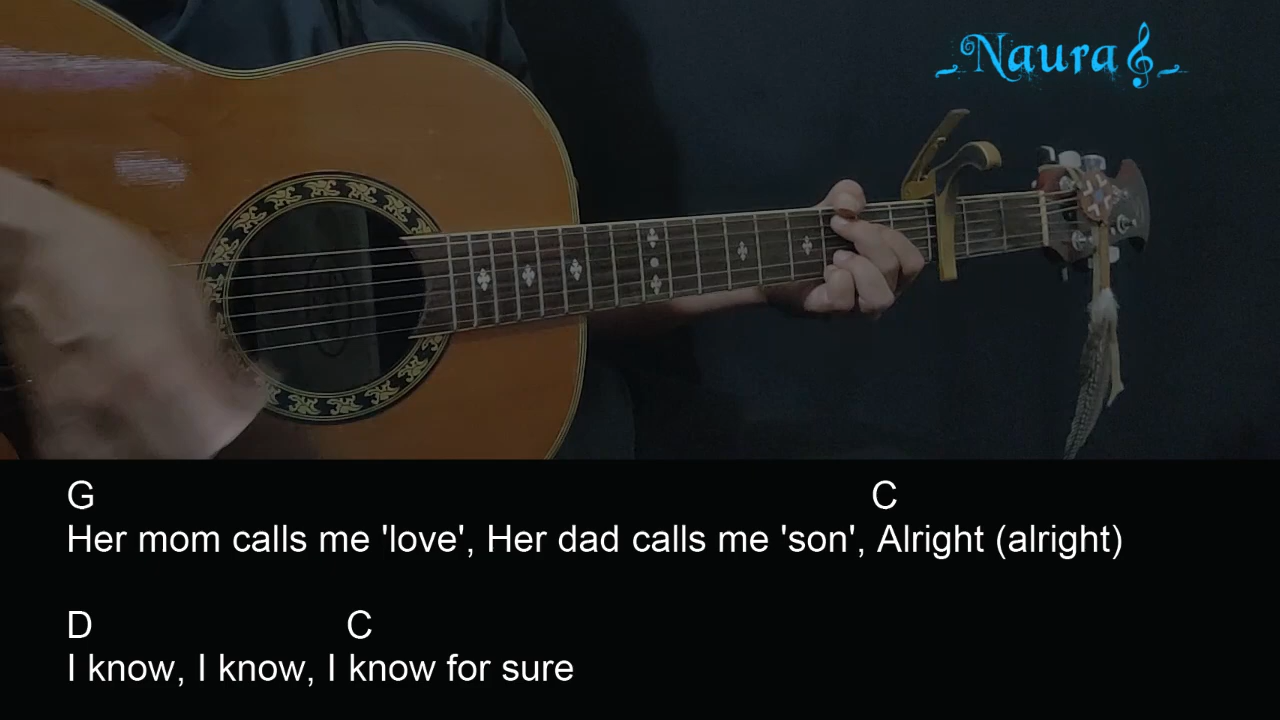 Naura
G C
Her mom calls me 'love', Her dad calls me 'son', Alright (alright)
D C
I know, I know, I know for sure